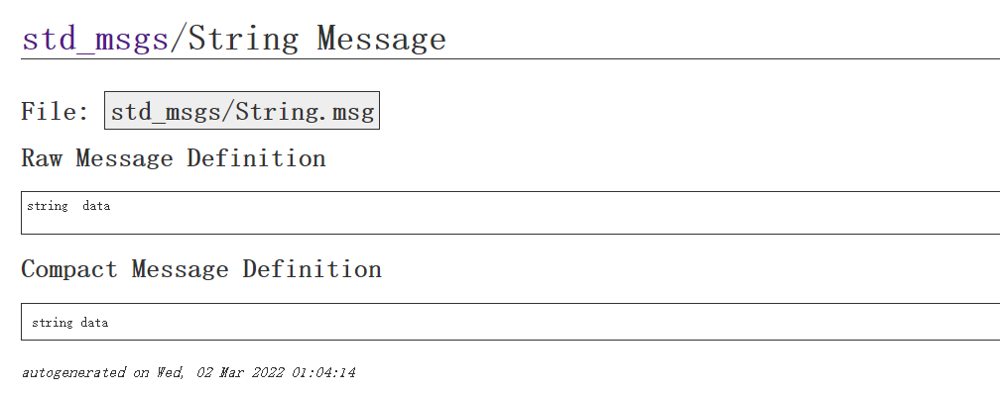 std_msgs/String Message
File: std_msgs/String.msg
Raw Message Definition
string data
Compact Message Definition
string data
autogenerated on Wed, 02 Mar 2022 01:04:14